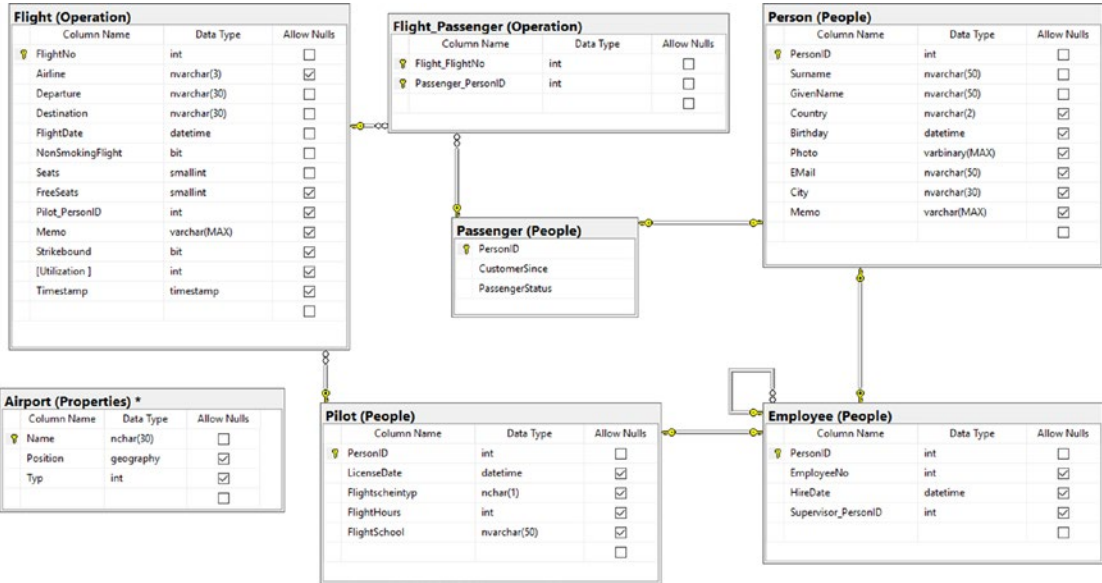 Flight (Operation)
Column Name Data Type Allow Nulls
FlightNo int
Airline nvarchar(3)
Departure nvarchar(30)
Destination nvarchar(30)
FlightDate datetime
NonSmokingFlight bit
Seats smallint
FreeSeats smallint
Pilot_PersonID int
Memo varchar(MAX)
Strikebound bit
[Utilization ] int
Timestamp timestamp
Flight_Passenger (Operation)
Column Name Data Type Allow Nulls
Flight_FlightNo int
Passenger_PersonID int
Person (People)
Column Name Data Type Allow Nulls
PersonID int
Surname nvarchar(50)
GivenName nvarchar(50)
Country nvarchar(2)
Birthday datetime
Photo varbinary(MAX)
EMail nvarchar(50)
City nvarchar(30)
Memo varchar(MAX)
Passenger (People)
PersonID
CustomerSince
PassengerStatus
Airport (Properties) *
Column Name Data Type Allow Nulls
Name nchar(30)
Position geography
Typ int
Pilot (People)
Column Name Data Type Allow Nulls
PersonID int
LicenseDate datetime
Flightscheintyp nchar(1)
FlightHours int
FlightSchool nvarchar(50)
Employee (People)
Column Name Data Type Allow Nulls
PersonID int
EmployeeNo int
HireDate datetime
Supervisor_PersonID int